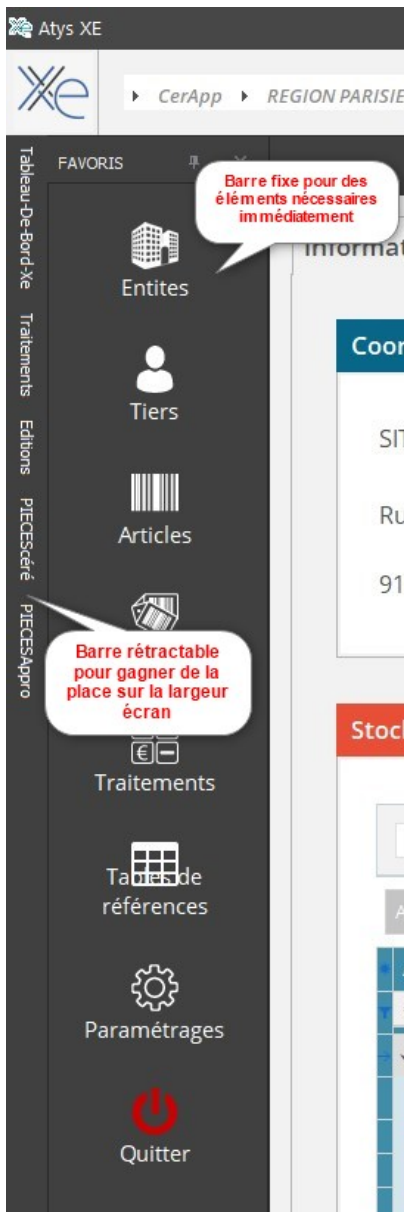 Atys XE
Xe
CerApp
REGION PARISIE
Tableau-De-Bord-Xe
Traitements
Editions
PIECEScéré
PIECESAppro
FAVORIS
Barre fixe pour des
éléments nécessaires
immédiatement
Entites
Tiers
Articles
Barre rétractable
pour gagner de la
place sur la largeur
écran
Traitements
Tables de
références
Paramétrages
Quitter
Informat
Coor
SIT
Ru
91
Stoc
A